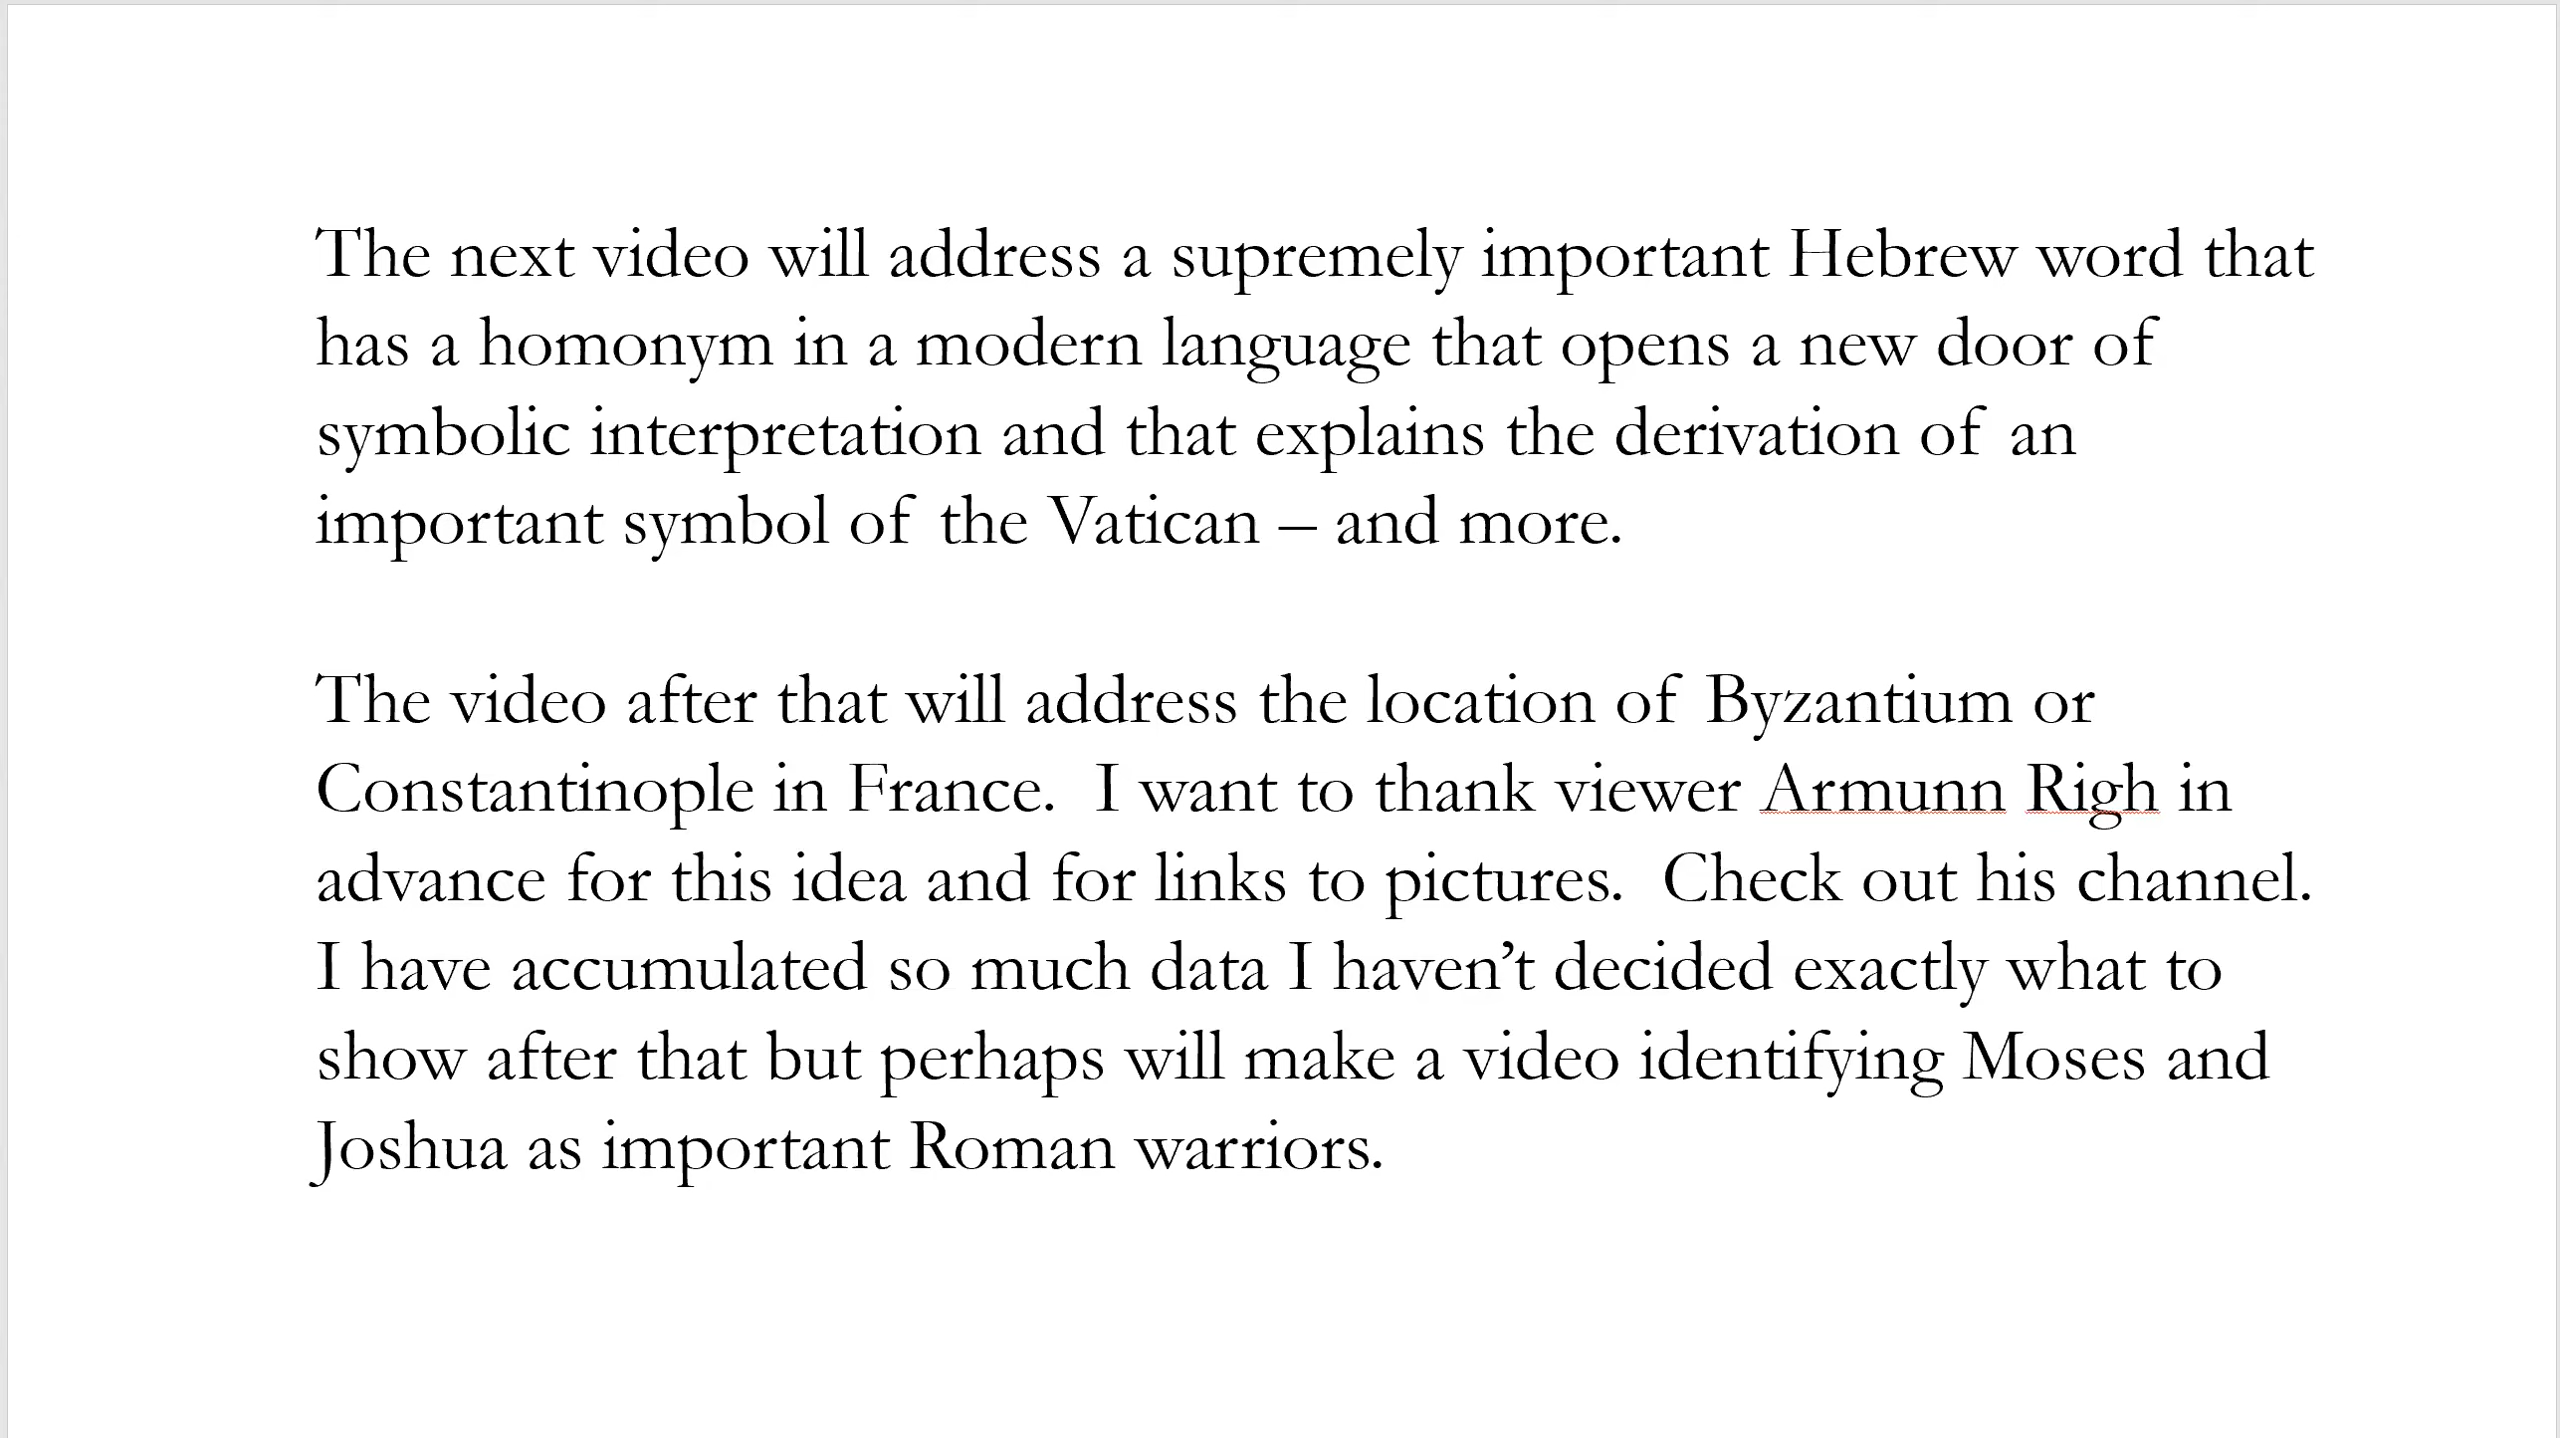 The next video will address a supremely important Hebrew word that
has a homonym in a modern language that opens a new door of
symbolic interpretation and that explains the derivation of an
important symbol of the Vatican – and more.
The video after that will address the location of Byzantium or
Constantinople in France.  I want to thank viewer Armunn Righ in
advance for this idea and for links to pictures.  Check out his channel.
I have accumulated so much data I haven’t decided exactly what to
show after that but perhaps will make a video identifying Moses and
Joshua as important Roman warriors.